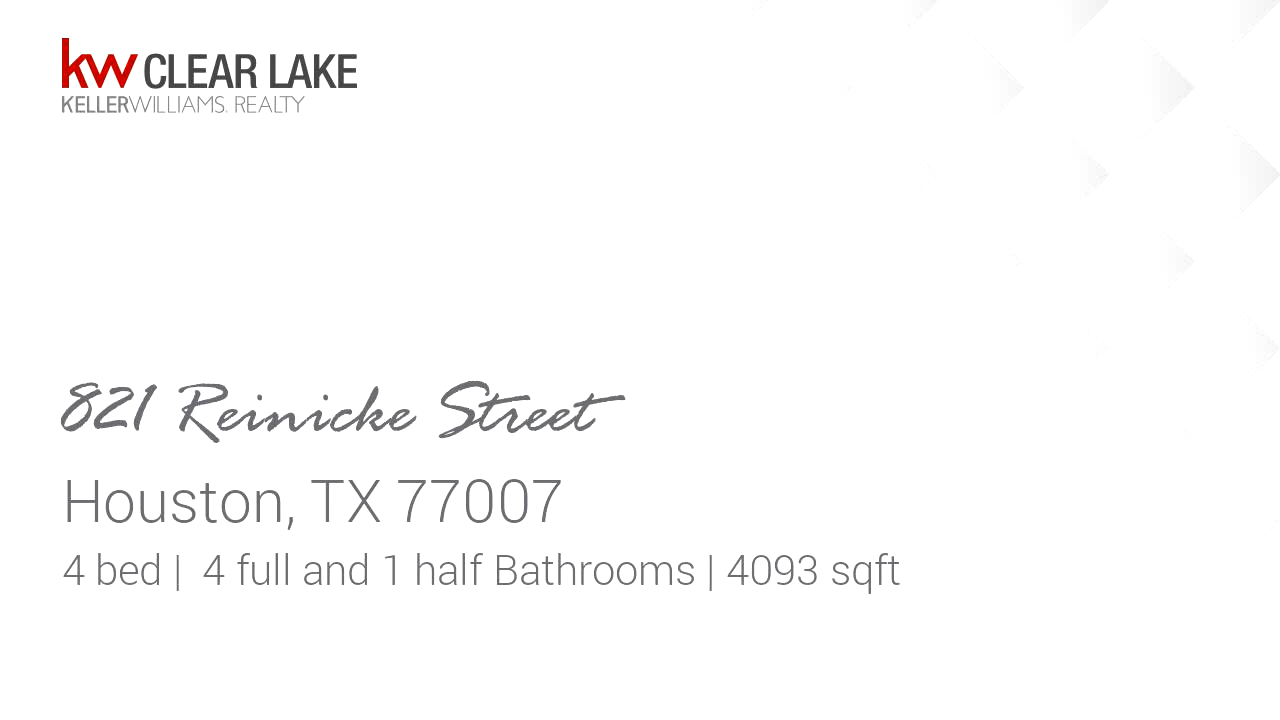 kw CLEAR LAKE
KELLERWILLIAMS. REALTY
821 Reinicke Street
Houston, TX 77007
4 bed | 4 full and 1 half Bathrooms | 4093 sqft